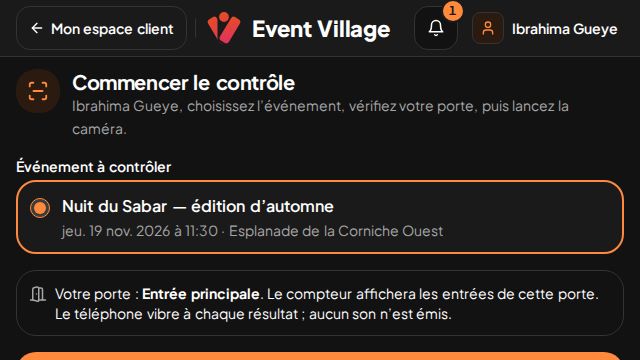 Mon espace client
Event Village
1
Ibrahima Gueye
Commencer le contrôle
Ibrahima Gueye, choisissez l’événement, vérifiez votre porte, puis lancez la
caméra.
Événement à contrôler
Nuit du Sabar — édition d’automne
jeu. 19 nov. 2026 à 11:30 · Esplanade de la Corniche Ouest
Votre porte : Entrée principale. Le compteur affichera les entrées de cette porte.
Le téléphone vibre à chaque résultat ; aucun son n’est émis.